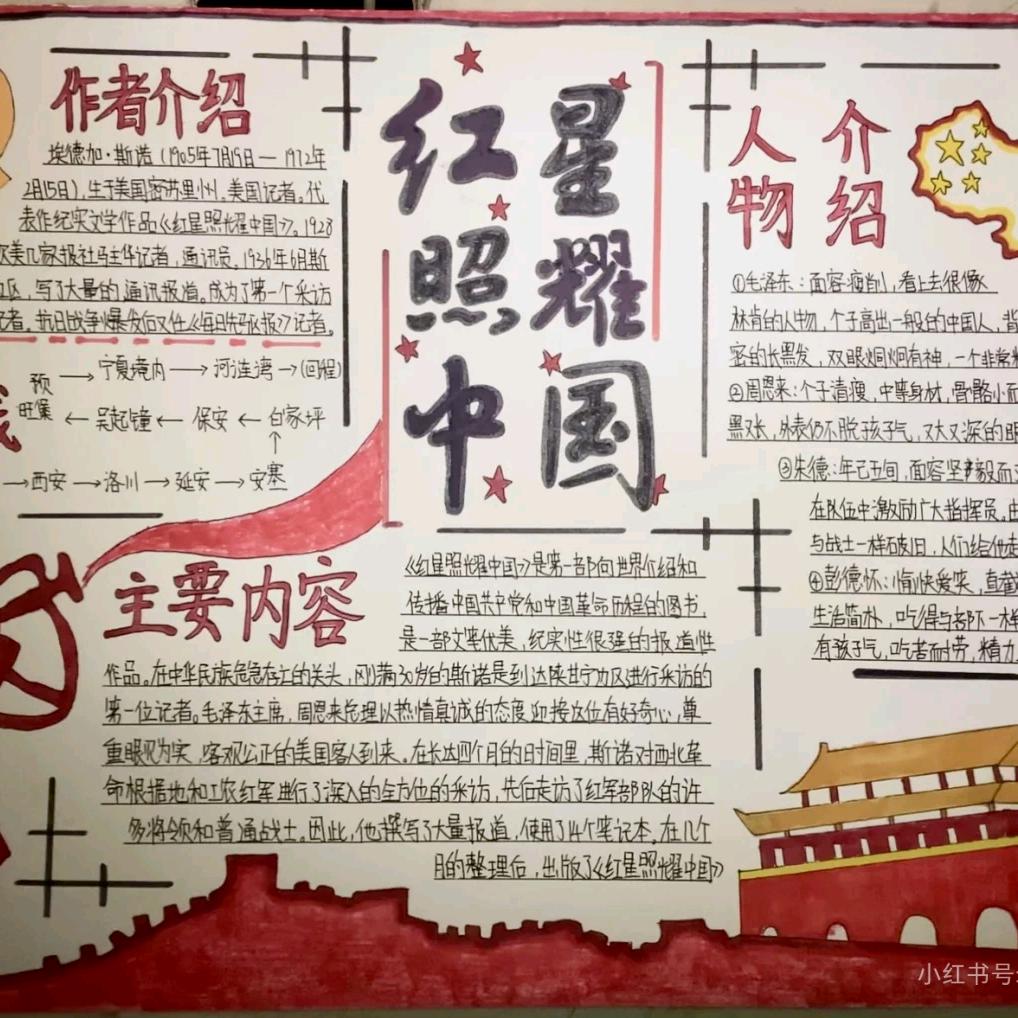 作者介绍
埃德加·斯诺(1905年7月19日—1972年
2月15日),生于美国密苏里州。美国记者。代
表作纪实文学作品《红星照耀中国》。1928
欧美几家报社驻华记者,通讯员。1936年6月斯
区,写了大量的通讯报道。成为了第一个采访
记者。抗日战争爆发后又任《每日先驱报》记者。
预旺堡→宁夏境内→河连湾→(回程)
←吴起镇←保安←白家坪
→西安→洛川→延安→安塞
红星
照耀
中国
人物介绍
①毛泽东:面容瘦削,看上去很像
林肯的人物,个子高出一般的中国人,背
密的长黑发,双眼炯炯有神,一个非常
②周恩来:个子清瘦,中等身材,骨骼小而
黑又长,外表仍不脱孩子气,又大又深的眼
③朱德:年已五旬,面容坚毅而
在队伍中激励广大指挥员。由
与战士一样破旧,人们给他
④彭德怀:愉快爱笑,直
生活简朴,吃得与部下一样
有孩子气,吃苦而耐劳,精力
主要内容
《红星照耀中国》是第一部向世界介绍和
传播中国共产党和中国革命历程的图书,
是一部文笔优美,纪实性很强的报道性
作品。在中华民族危急存亡的关头,刚满30岁的斯诺是到达陕甘宁边区进行采访的
第一位记者。毛泽东主席,周恩来总理以热情真诚的态度迎接这位有好奇心,尊
重眼见为实,客观公正的美国客人到来。在长达四个月的日时间里,斯诺对西北革
命根据地和工农红军进行了深入的全方位的采访,先后走访了红军部队的许
多将领和普通战士。因此,他撰写了大量报道,使用了14个笔记本。在几个
月的整理后,出版了《红星照耀中国》
小红书号: